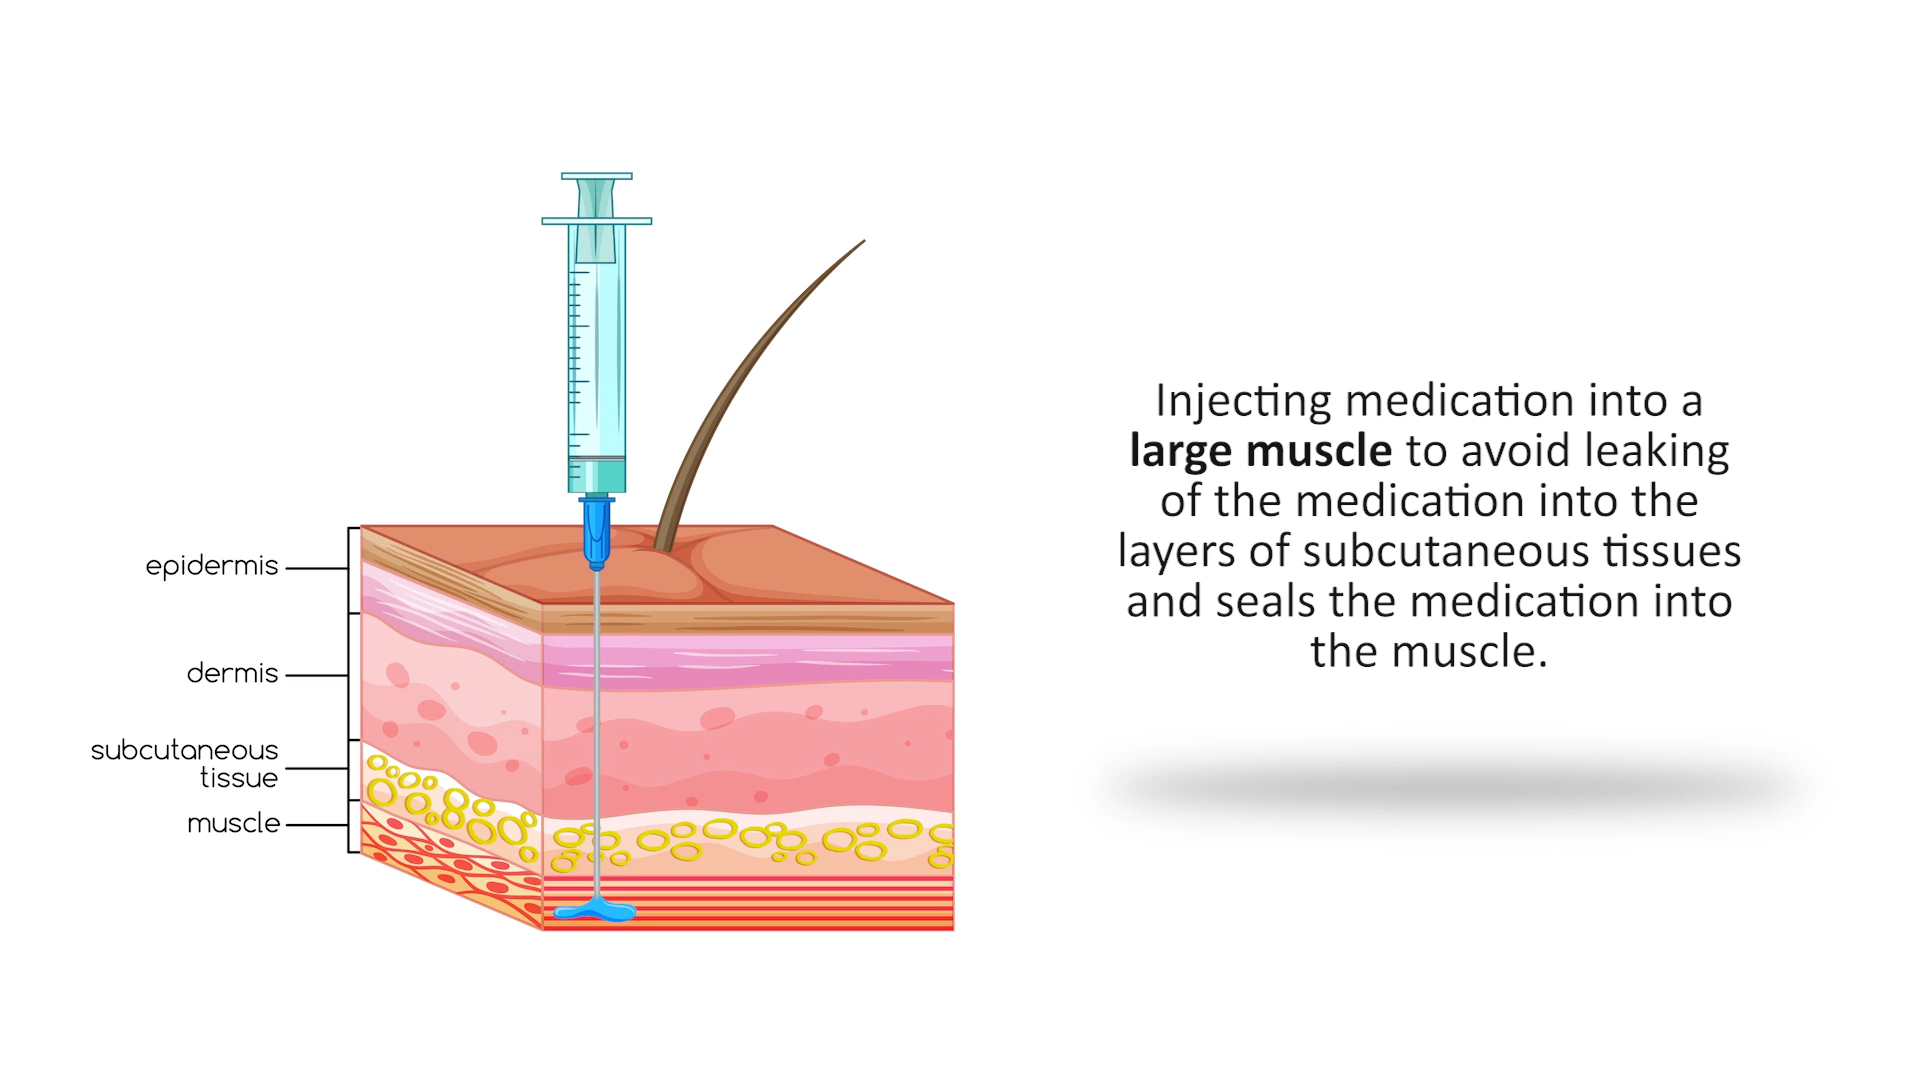 epidermis
dermis
subcutaneous
tissue
muscle
Injecting medication into a
large muscle to avoid leaking
of the medication into the
layers of subcutaneous tissues
and seals the medication into
the muscle.